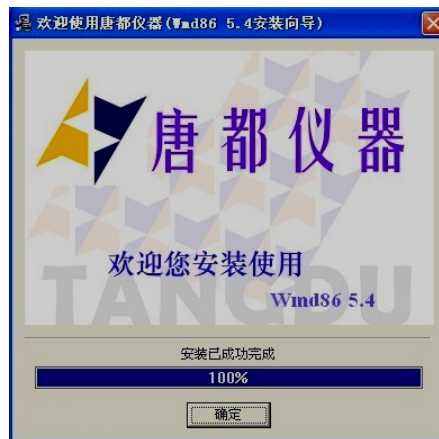 欢迎使用唐都仪器(Wmd86 5.4安装向导)
唐都仪器
欢迎您安装使用
TANGDU
Wmd86 5.4
安装已成功完成
100%
确定